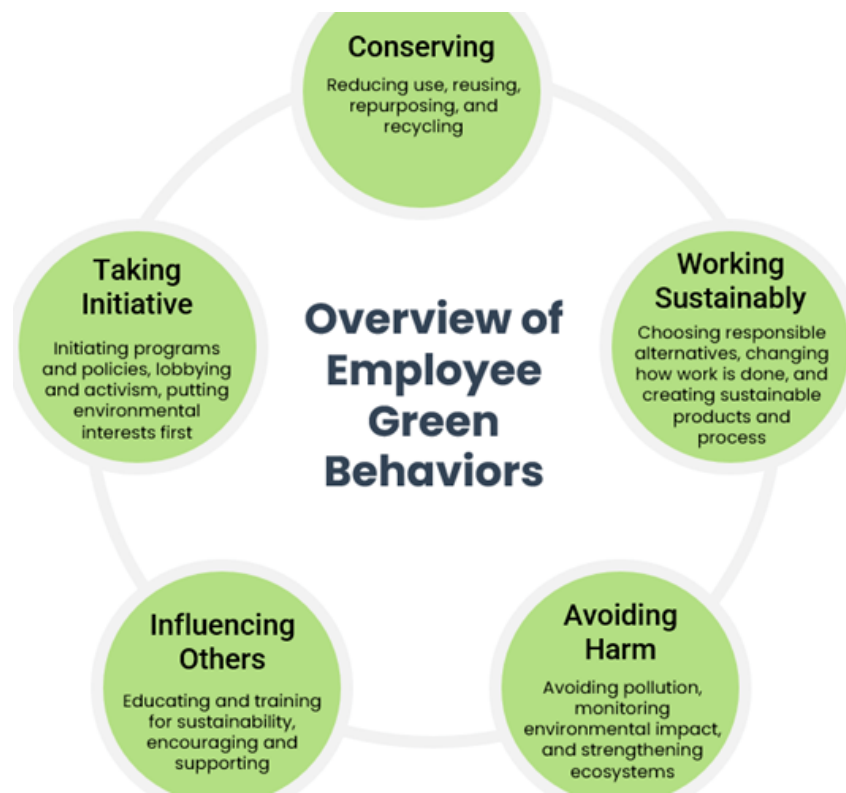 Conserving
Reducing use, reusing,
repurposing, and
recycling
Taking
Initiative
Initiating programs
and policies, lobbying
and activism, putting
environmental
interests first
Overview of
Employee
Green
Behaviors
Working
Sustainably
Choosing responsible
alternatives, changing
how work is done, and
creating sustainable
products and
process
Influencing
Others
Educating and training
for sustainability,
encouraging and
supporting
Avoiding
Harm
Avoiding pollution,
monitoring
environmental impact,
and strengthening
ecosystems